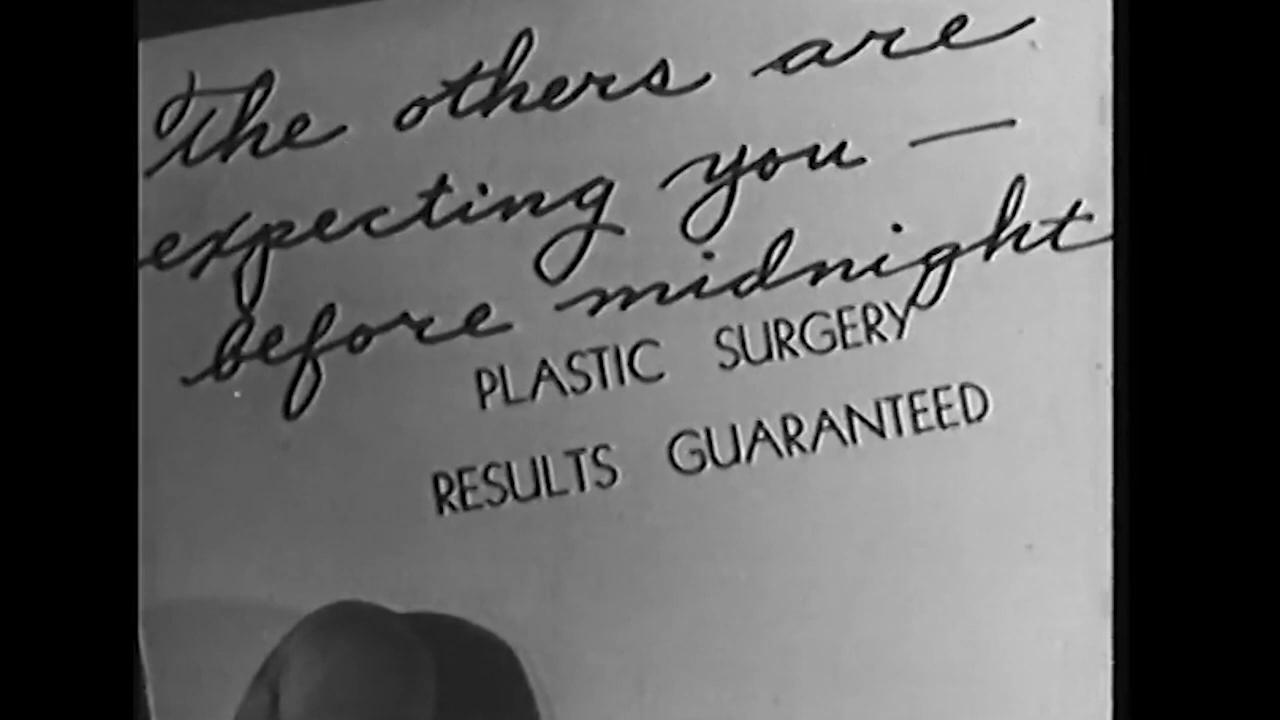 The others are
expecting you —
before midnight
PLASTIC SURGERY
RESULTS GUARANTEED